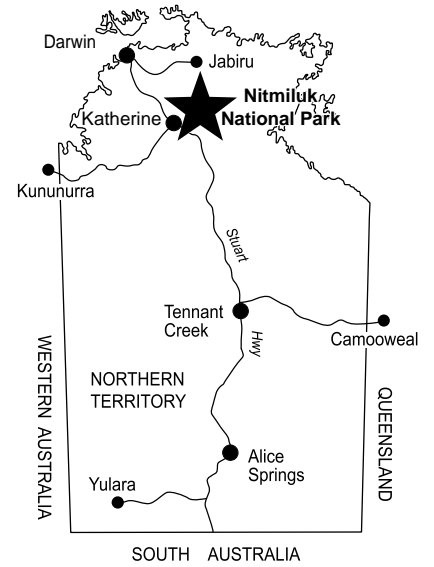 Darwin
Jabiru
Nitmiluk
National Park
Katherine
Kununurra
Stuart
Tennant
Creek
Hwy
Camooweal
WESTERN AUSTRALIA
NORTHERN
TERRITORY
QUEENSLAND
Alice
Springs
Yulara
SOUTH AUSTRALIA